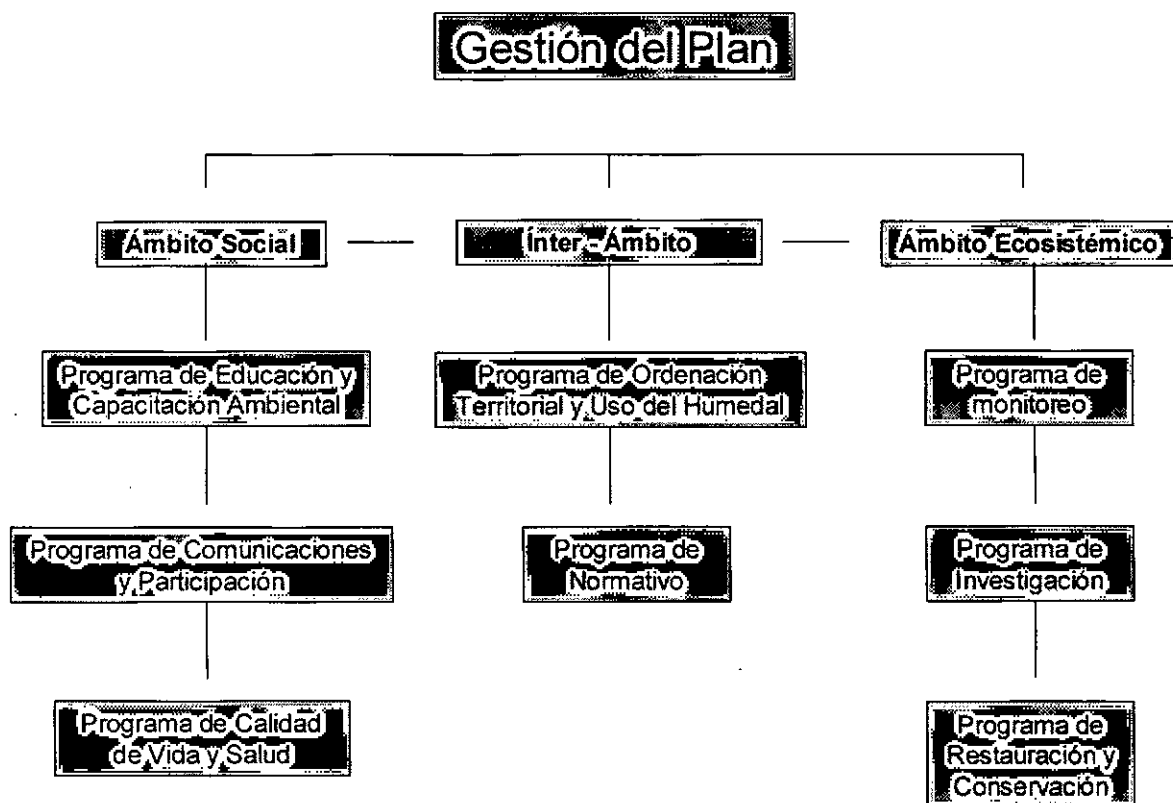 Gestión del Plan
Ámbito Social
Ínter - Ámbito
Ámbito Ecosistémico
Programa de Educación y
Capacitación Ambiental
Programa de Ordenación
Territorial y Uso del Humedal
Programa de
monitoreo
Programa de Comunicaciones
y Participación
Programa de
Normativo
Programa de
Investigación
Programa de Calidad
de Vida y Salud
Programa de
Restauración y
Conservación